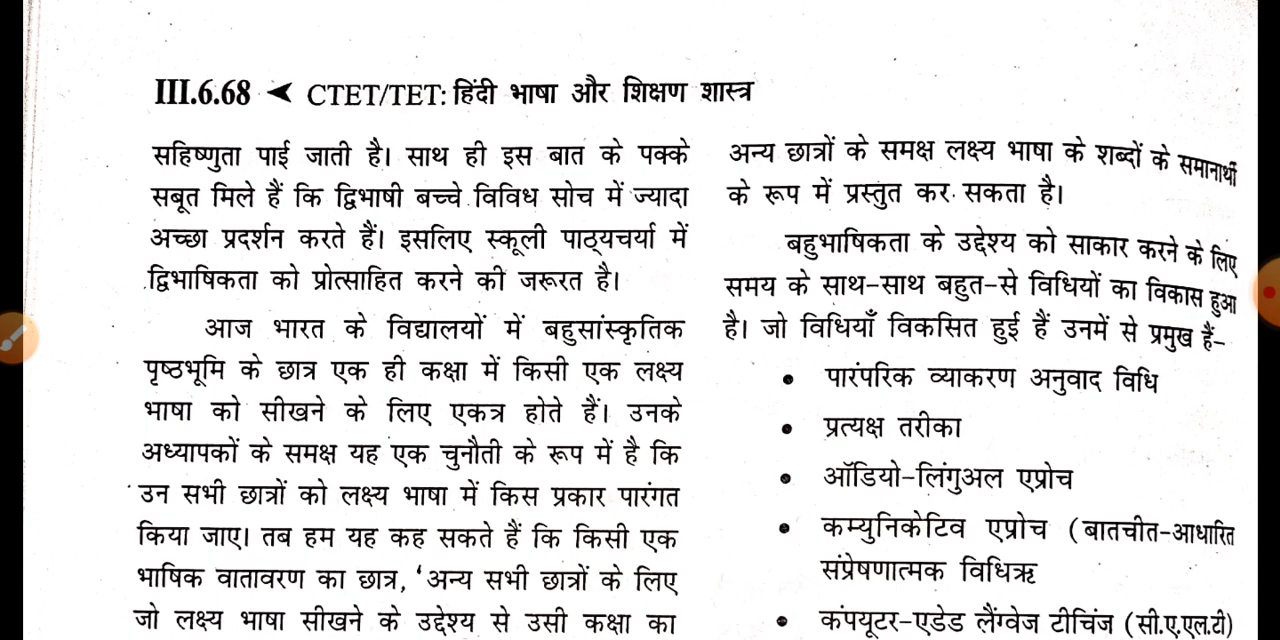 III.6.68 ◄ CTET/TET: हिंदी भाषा और शिक्षण शास्त्र
सहिष्णुता पाई जाती है। साथ ही इस बात के पक्के
सबूत मिले हैं कि द्विभाषी बच्चे विविध सोच में ज्यादा
अच्छा प्रदर्शन करते हैं। इसलिए स्कूली पाठ्यचर्या में
द्विभाषिकता को प्रोत्साहित करने की जरूरत है।
आज भारत के विद्यालयों में बहुसांस्कृतिक
पृष्ठभूमि के छात्र एक ही कक्षा में किसी एक लक्ष्य
भाषा को सीखने के लिए एकत्र होते हैं। उनके
अध्यापकों के समक्ष यह एक चुनौती के रूप में है कि
उन सभी छात्रों को लक्ष्य भाषा में किस प्रकार पारंगत
किया जाए। तब हम यह कह सकते हैं कि किसी एक
भाषिक वातावरण का छात्र, ‘अन्य सभी छात्रों के लिए
जो लक्ष्य भाषा सीखने के उद्देश्य से उसी कक्षा का
अन्य छात्रों के समक्ष लक्ष्य भाषा के शब्दों के समानार्थी
के रूप में प्रस्तुत कर सकता है।
बहुभाषिकता के उद्देश्य को साकार करने के लिए
समय के साथ-साथ बहुत-से विधियों का विकास हुआ
है। जो विधियाँ विकसित हुई हैं उनमें से प्रमुख हैं-
• पारंपरिक व्याकरण अनुवाद विधि
• प्रत्यक्ष तरीका
• ऑडियो-लिंगुअल एप्रोच
• कम्युनिकेटिव एप्रोच (बातचीत-आधारित
संप्रेषणात्मक विधिऋ
• कंपयूटर-एडेड लैंग्वेज टीचिंज (सी.ए.एल.टी)